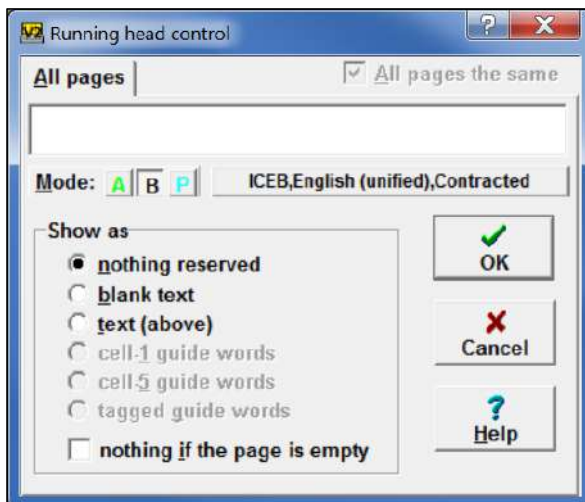 V2 Running head control ? X
All pages All pages the same
Mode: A B P ICEB,English (unified),Contracted
Show as
nothing reserved
blank text
text (above)
cell-1 guide words
cell-5 guide words
tagged guide words
nothing if the page is empty
OK
Cancel
?
Help